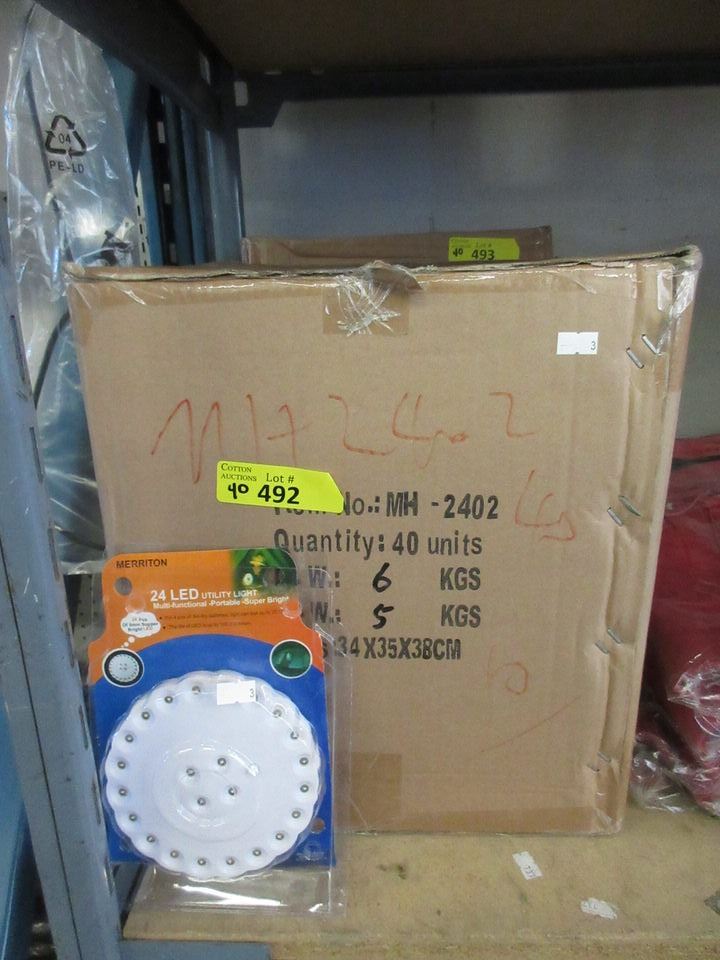 04
PE-LD
Lot #
40 493
3
MH2402
COTTON
AUCTIONS Lot #
40 492
No.: MH -2402
Quantity: 40 units
W.: 6 KGS
W.: 5 KGS
34X35X38CM
MERRITON
24 LED UTILITY LIGHT
Multi-functional -Portable -Super Bright
3